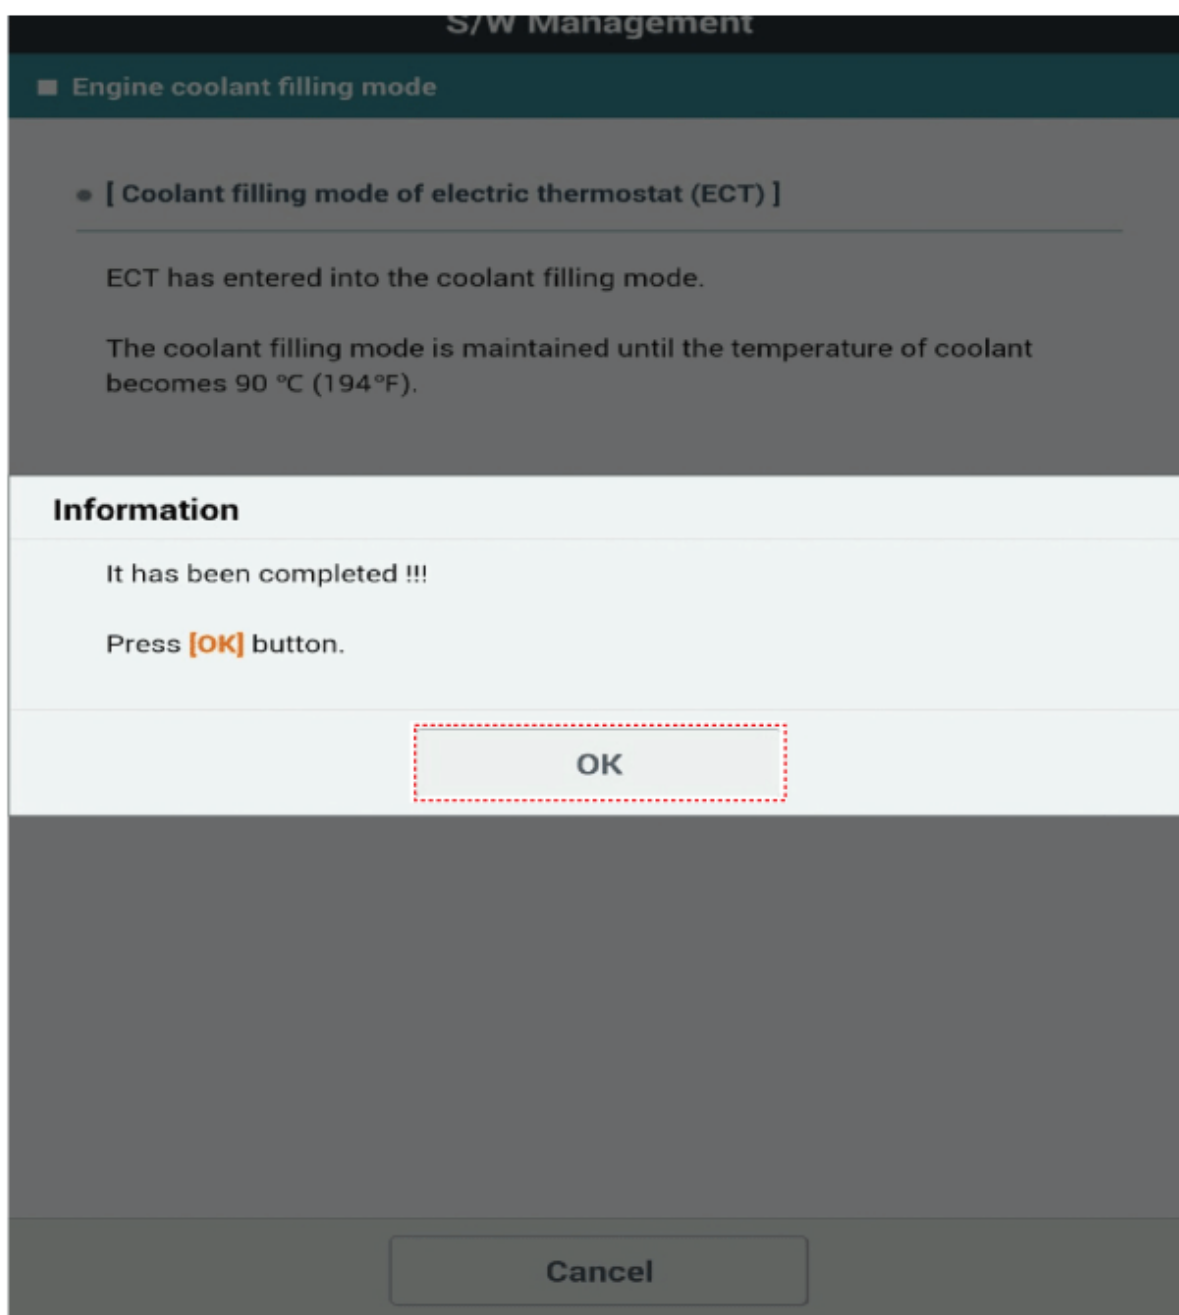 S/W Management
■ Engine coolant filling mode
● [ Coolant filling mode of electric thermostat (ECT) ]
ECT has entered into the coolant filling mode.
The coolant filling mode is maintained until the temperature of coolant
becomes 90 ℃ (194°F).
Information
It has been completed !!!
Press [OK] button.
OK
Cancel